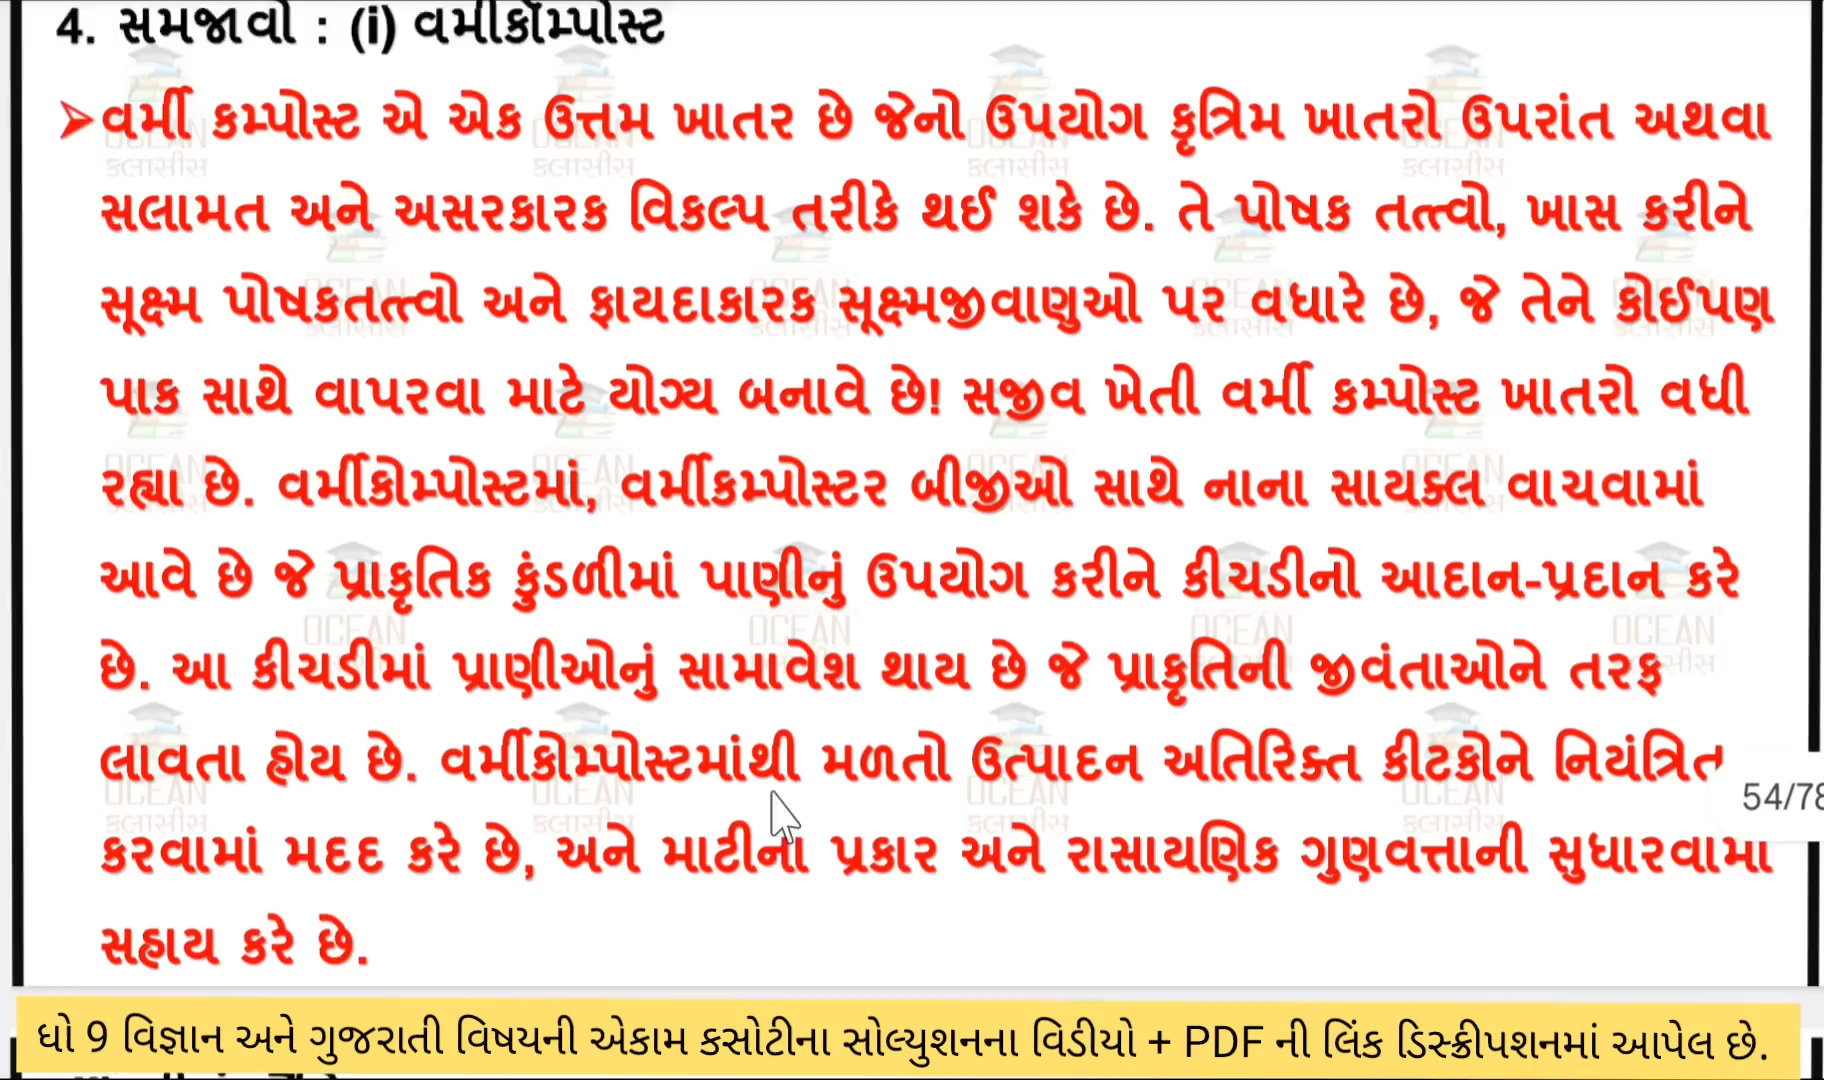 4. સમજાવો : (i) વર્મીકૉમ્પોસ્ટ
➢વર્મી કમ્પોસ્ટ એ એક ઉત્તમ ખાતર છે જેનો ઉપયોગ કૃત્રિમ ખાતરો ઉપરાંત અથવા
સલામત અને અસરકારક વિકલ્પ તરીકે થઈ શકે છે. તે પોષક તત્ત્વો, ખાસ કરીને
સૂક્ષ્મ પોષકતત્ત્વો અને ફાયદાકારક સૂક્ષ્મજીવાણુઓ પર વધારે છે, જે તેને કોઈપણ
પાક સાથે વાપરવા માટે યોગ્ય બનાવે છે! સજીવ ખેતી વર્મી કમ્પોસ્ટ ખાતરો વધી
રહ્યા છે. વર્મીકોમ્પોસ્ટમાં, વર્મીકમ્પોસ્ટર બીજીઓ સાથે નાના સાયક્લ વાચવામાં
આવે છે જે પ્રાકૃતિક કુંડળીમાં પાણીનું ઉપયોગ કરીને કીચડીનો આદાન-પ્રદાન કરે
છે. આ કીચડીમાં પ્રાણીઓનું સામાવેશ થાય છે જે પ્રાકૃતિની જીવંતાઓને તરફ
લાવતા હોય છે. વર્મીકોમ્પોસ્ટમાંથી મળતો ઉત્પાદન અતિરિક્ત કીટકોને નિયંત્રિત
54/78
કરવામાં મદદ કરે છે, અને માટીના પ્રકાર અને રાસાયણિક ગુણવત્તાની સુધારવામાં
સહાય કરે છે.
ધો 9 વિજ્ઞાન અને ગુજરાતી વિષયની એકામ કસોટીના સોલ્યુશનના વિડીયો + PDF ની લિંક ડિસ્ક્રીપશનમાં આપેલ છે.